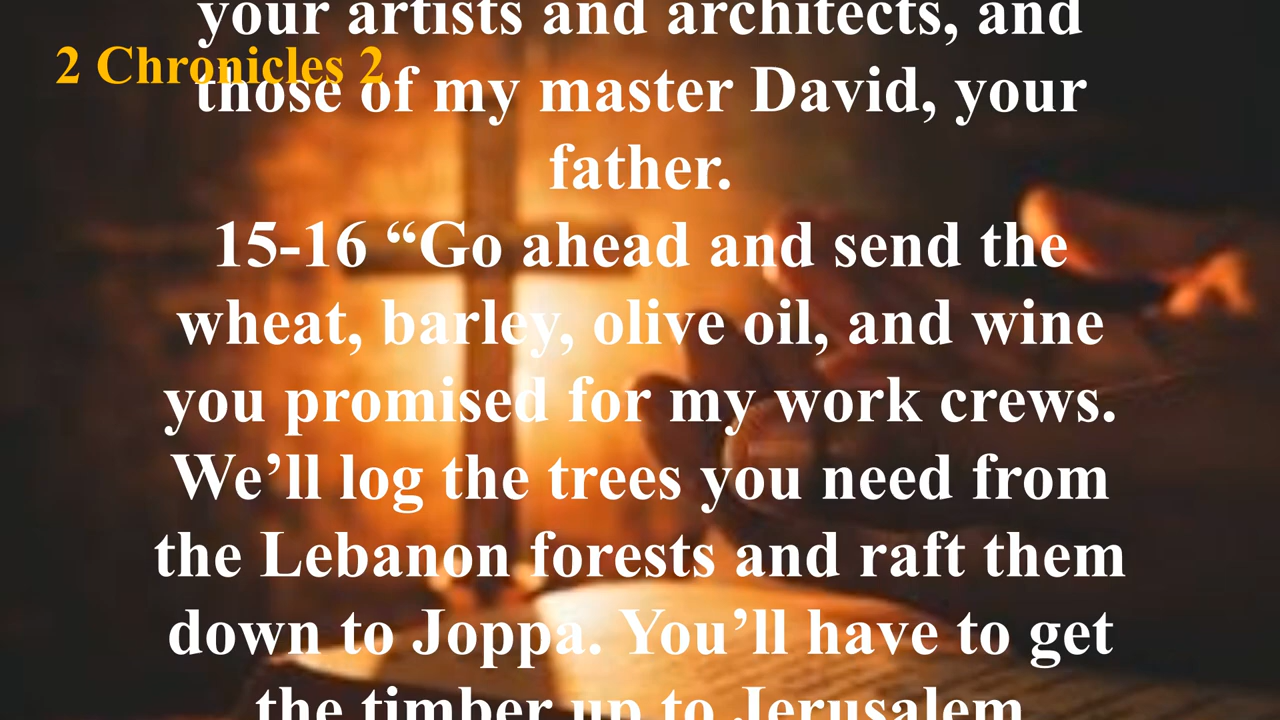 your artists and architects, and
2 Chronicles 2
those of my master David, your
father.
15-16 “Go ahead and send the
wheat, barley, olive oil, and wine
you promised for my work crews.
We’ll log the trees you need from
the Lebanon forests and raft them
down to Joppa. You’ll have to get
the timber up to Jerusalem